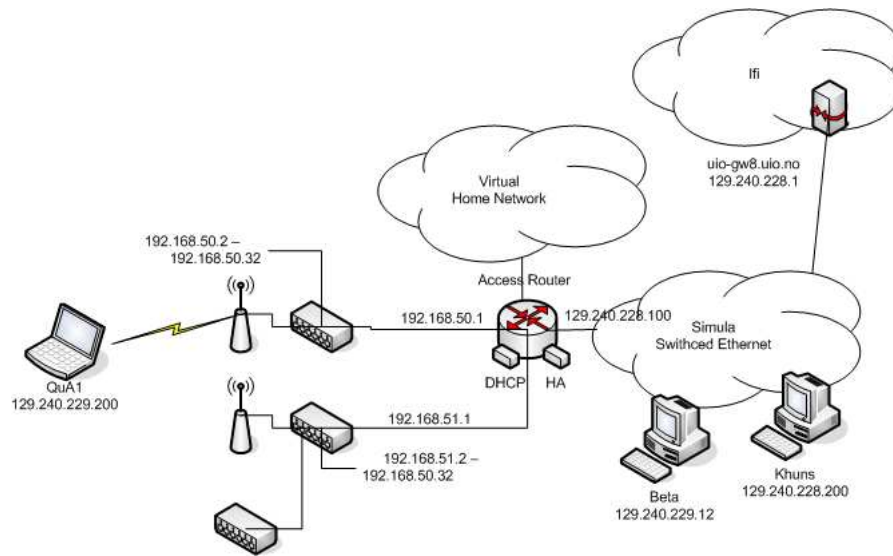 Ifi
uio-gw8.uio.no
129.240.228.1
Virtual
Home Network
192.168.50.2 –
192.168.50.32
Access Router
192.168.50.1
129.240.228.100
Simula
Swithced Ethernet
QuA1
129.240.229.200
DHCP
HA
192.168.51.1
192.168.51.2 –
192.168.50.32
Beta
129.240.229.12
Khuns
129.240.228.200